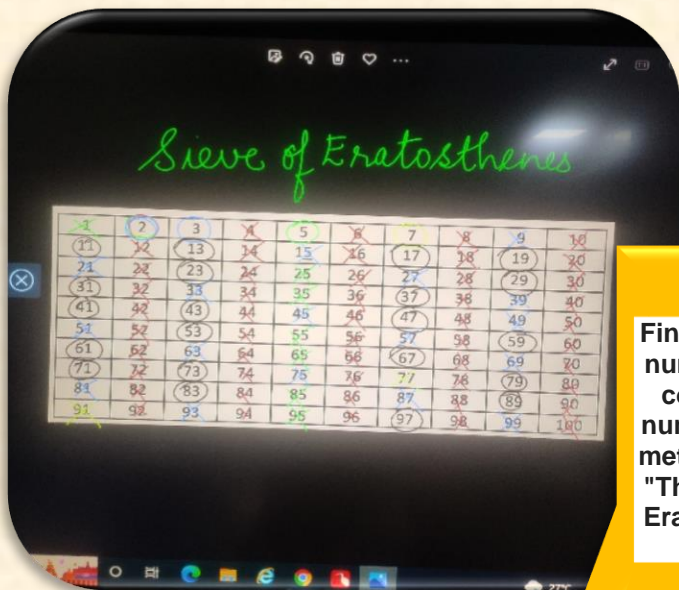 Sieve of Eratosthenes
1 2 3 4 5 6 7 8 9 10
11 12 13 14 15 16 17 18 19 20
21 22 23 24 25 26 27 28 29 30
31 32 33 34 35 36 37 38 39 40
41 42 43 44 45 46 47 48 49 50
51 52 53 54 55 56 57 58 59 60
61 62 63 64 65 66 67 68 69 70
71 72 73 74 75 76 77 78 79 80
81 82 83 84 85 86 87 88 89 90
91 92 93 94 95 96 97 98 99 100
27°C
Fin
num
co
num
met
"Th
Era